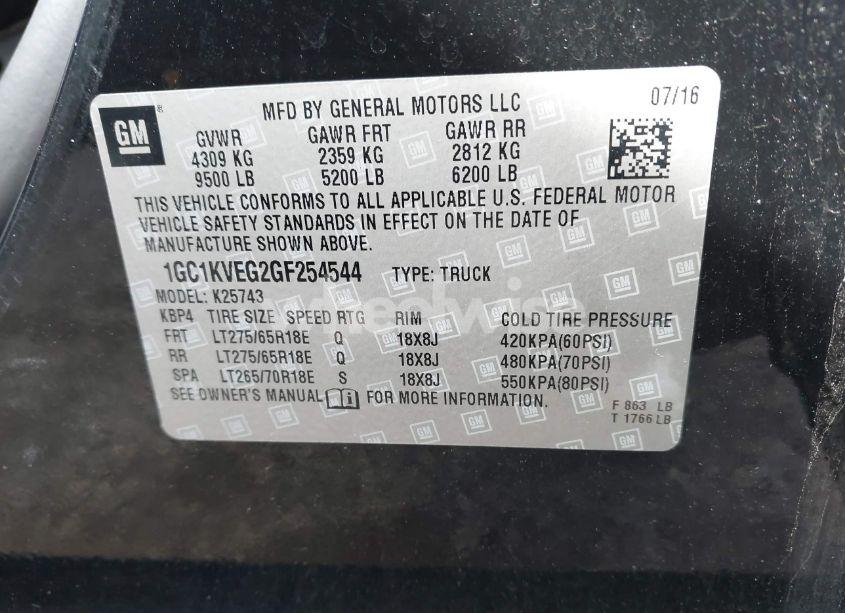 GM
®
MFD BY GENERAL MOTORS LLC
07/16
GVWR GAWR FRT GAWR RR
4309 KG 2359 KG 2812 KG
9500 LB 5200 LB 6200 LB
THIS VEHICLE CONFORMS TO ALL APPLICABLE U.S. FEDERAL MOTOR
VEHICLE SAFETY STANDARDS IN EFFECT ON THE DATE OF
MANUFACTURE SHOWN ABOVE.
1GC1KVEG2GF254544 TYPE: TRUCK
MODEL: K25743
KBP4 TIRE SIZE SPEED RTG RIM COLD TIRE PRESSURE
FRT LT275/65R18E Q 18X8J 420KPA(60PSI)
RR LT275/65R18E Q 18X8J 480KPA(70PSI)
SPA LT265/70R18E S 18X8J 550KPA(80PSI)
SEE OWNER'S MANUAL FOR MORE INFORMATION.
F 863 LB
T 1766 LB